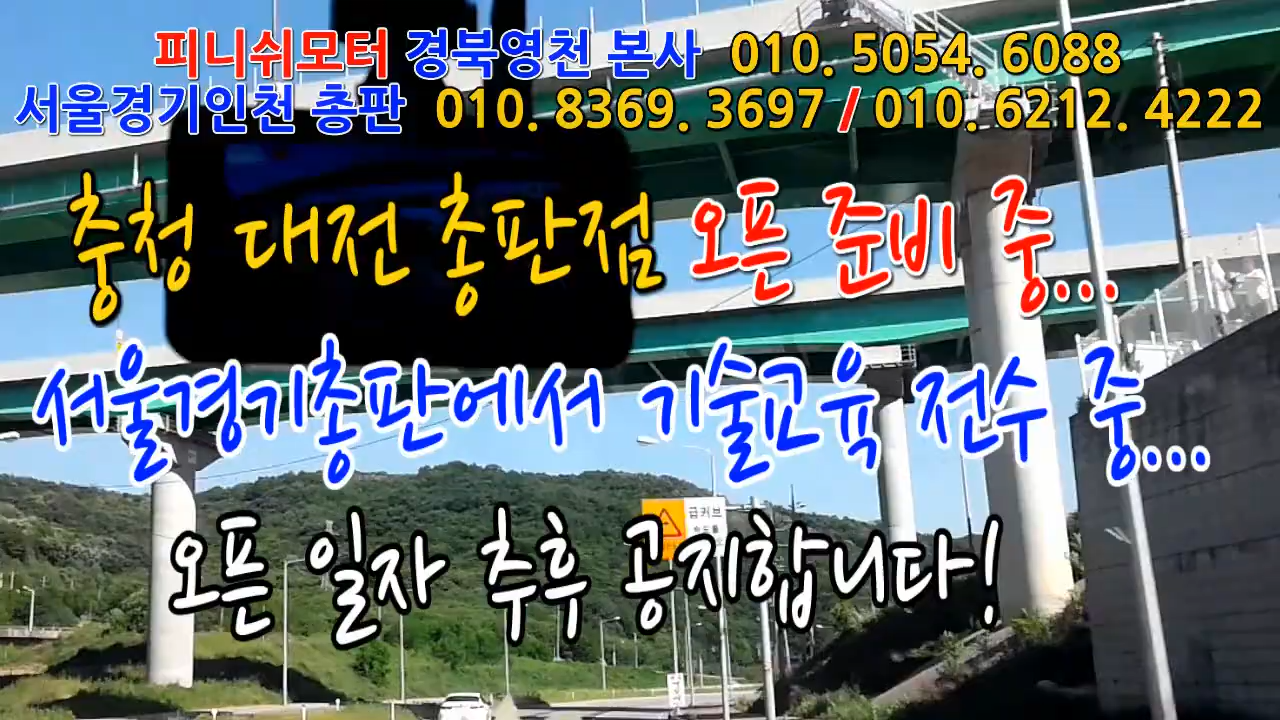 피니쉬모터 경북영천 본사 010. 5054. 6088
서울경기인천 총판 010. 8369. 3697 / 010. 6212. 4222
충청 대전 총판점 오픈 준비 중...
서울경기총판에서 기술교육 전수 중...
급커브
오픈 일자 추후 공지합니다!